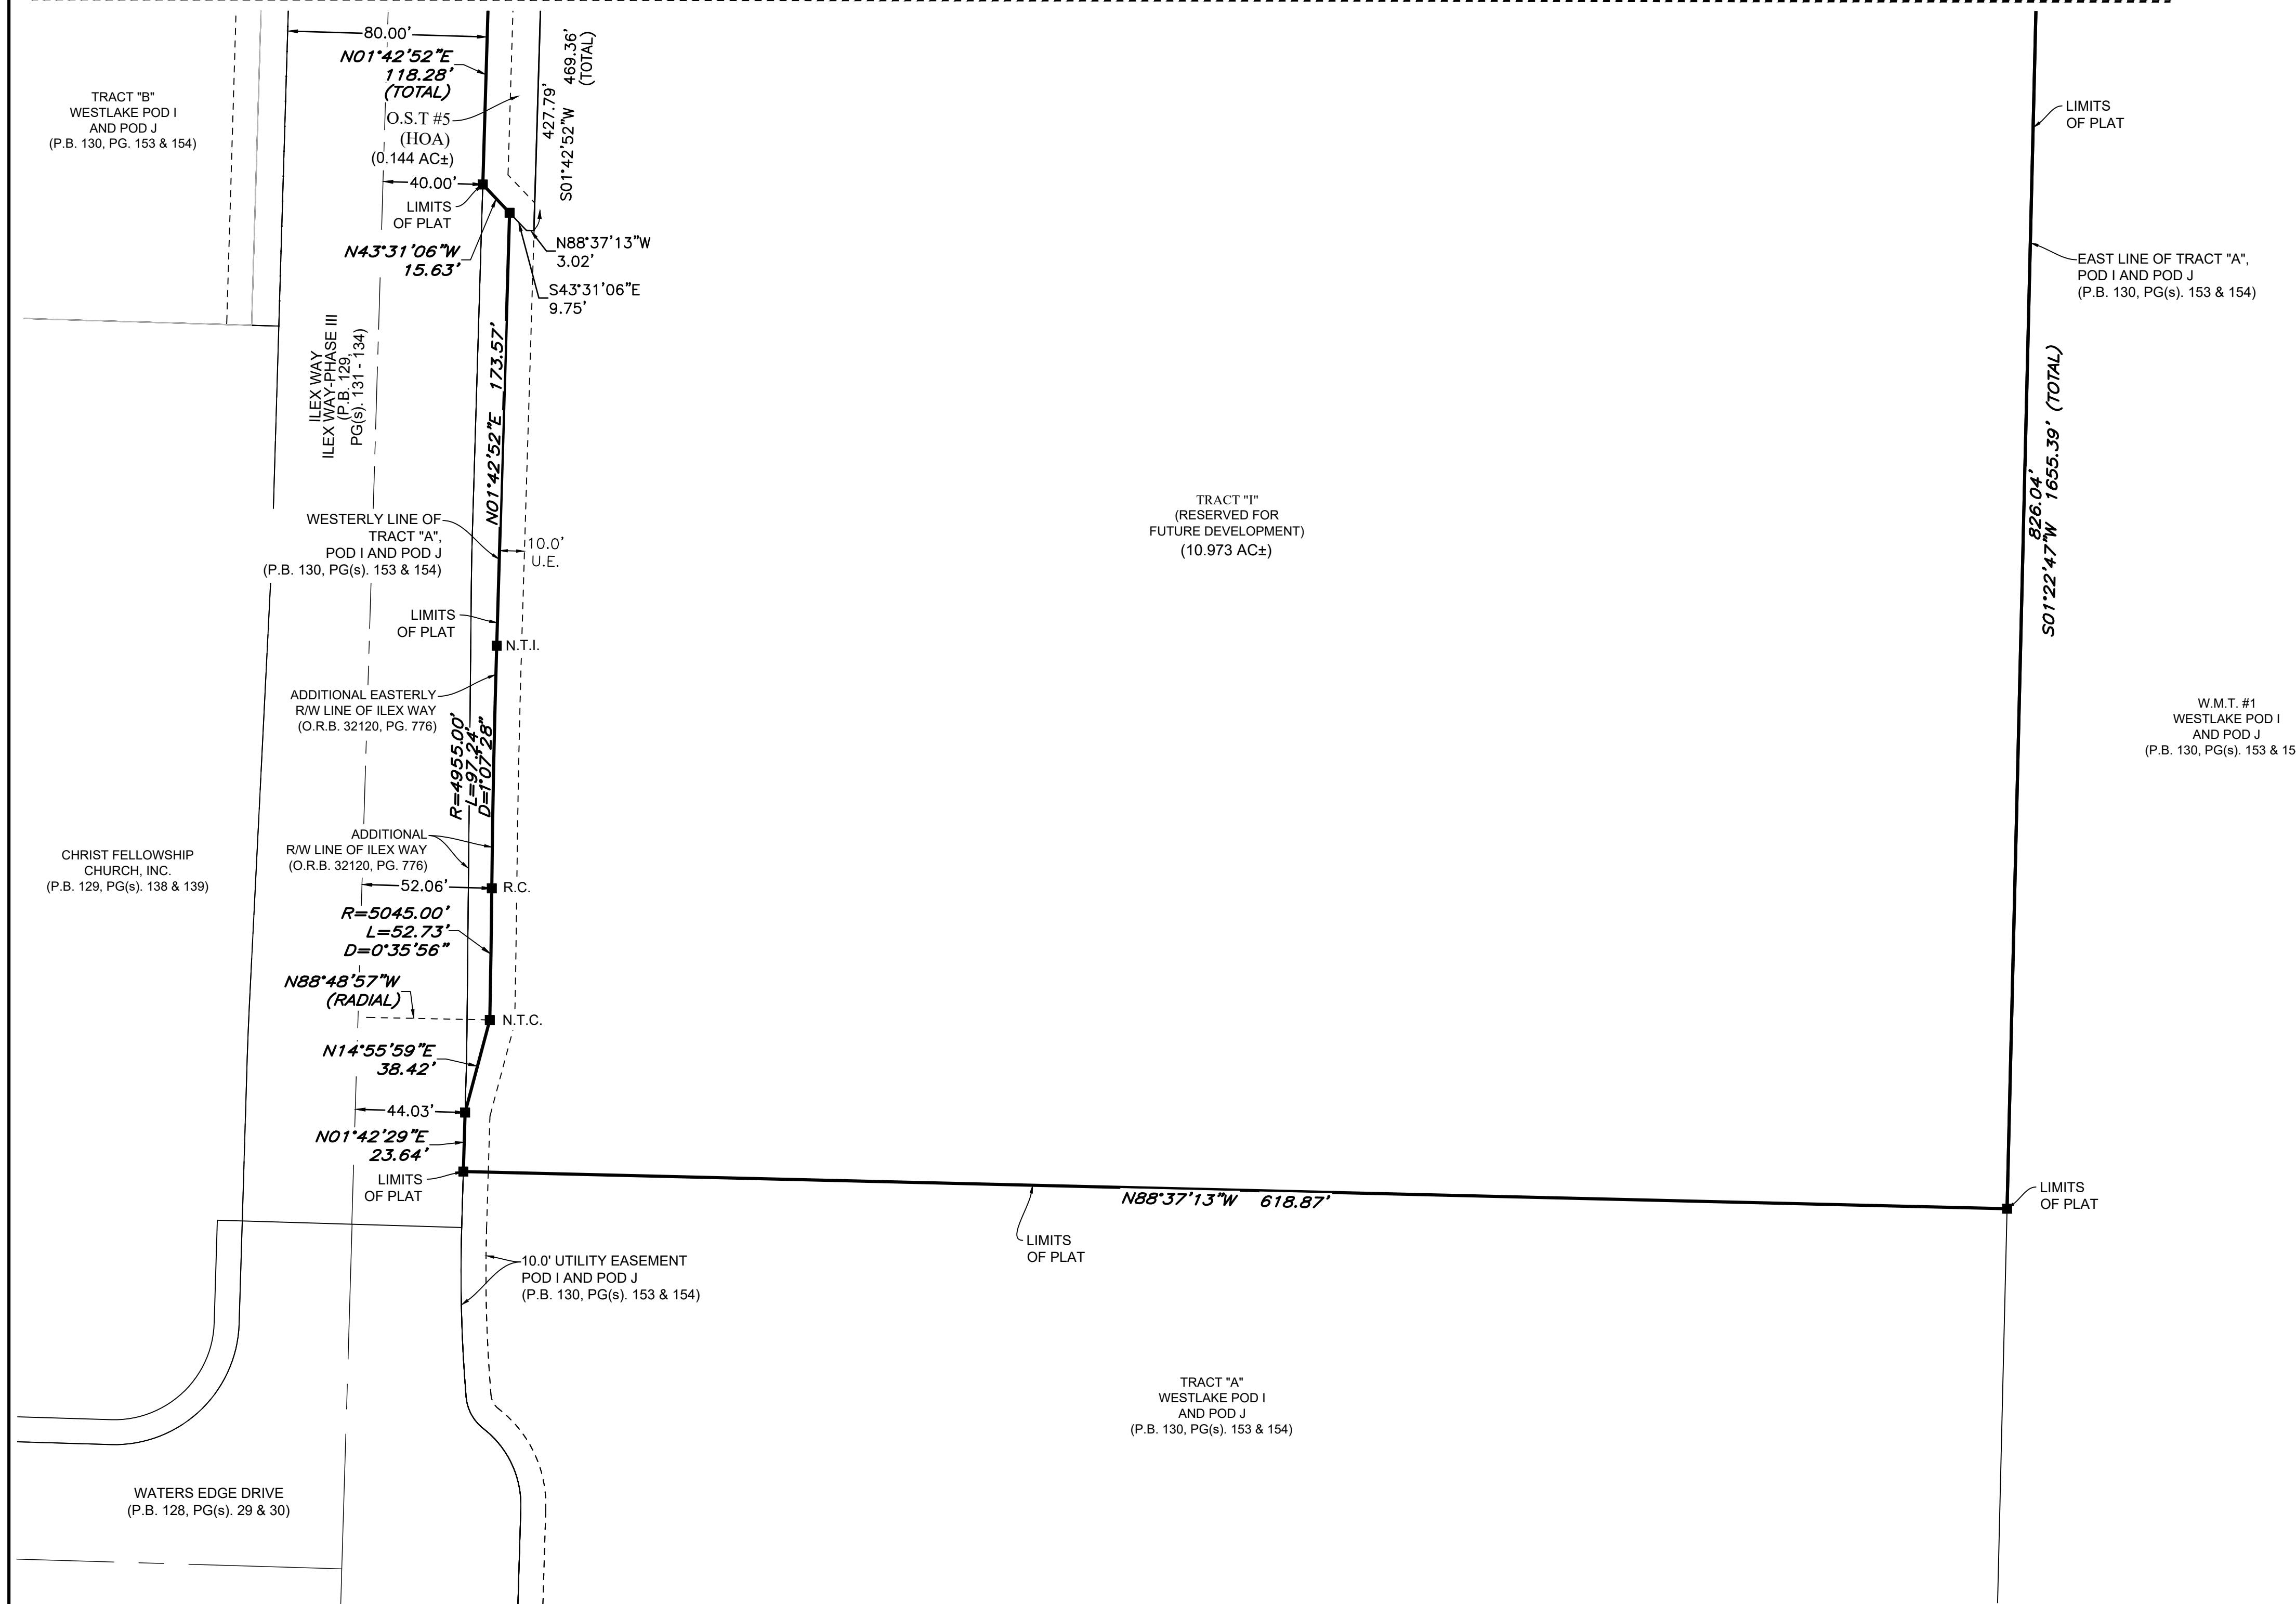 80.00'
N01°42'52"E
118.28'
(TOTAL)
469.36'
(TOTAL)
427.79'
S01°42'52"W
TRACT "B"
WESTLAKE POD I
AND POD J
(P.B. 130, PG. 153 & 154)
O.S.T #5
(HOA)
(0.144 AC±)
40.00'
LIMITS
OF PLAT
N43°31'06"W
15.63'
N88°37'13"W
3.02'
S43°31'06"E
9.75'
LIMITS
OF PLAT
EAST LINE OF TRACT "A",
POD I AND POD J
(P.B. 130, PG(s). 153 & 154)
ILEX WAY
ILEX WAY-PHASE III
(P.B. 129,
PG(s). 131 - 134)
N01°42'52"E 173.57'
826.04'
S01°22'47"W 1655.39' (TOTAL)
TRACT "I"
(RESERVED FOR
FUTURE DEVELOPMENT)
(10.973 AC±)
WESTERLY LINE OF
TRACT "A",
POD I AND POD J
(P.B. 130, PG(s). 153 & 154)
10.0'
U.E.
LIMITS
OF PLAT
N.T.I.
ADDITIONAL EASTERLY
R/W LINE OF ILEX WAY
(O.R.B. 32120, PG. 776)
R=4955.00'
L=97.24'
D=1°07'28"
W.M.T. #1
WESTLAKE POD I
AND POD J
(P.B. 130, PG(s). 153 & 15
ADDITIONAL
R/W LINE OF ILEX WAY
(O.R.B. 32120, PG. 776)
CHRIST FELLOWSHIP
CHURCH, INC.
(P.B. 129, PG(s). 138 & 139)
52.06'
R.C.
R=5045.00'
L=52.73'
D=0°35'56"
N88°48'57"W
(RADIAL)
N.T.C.
N14°55'59"E
38.42'
44.03'
N01°42'29"E
23.64'
LIMITS
OF PLAT
N88°37'13"W 618.87'
LIMITS
OF PLAT
LIMITS
OF PLAT
10.0' UTILITY EASEMENT
POD I AND POD J
(P.B. 130, PG(s). 153 & 154)
TRACT "A"
WESTLAKE POD I
AND POD J
(P.B. 130, PG(s). 153 & 154)
WATERS EDGE DRIVE
(P.B. 128, PG(s). 29 & 30)